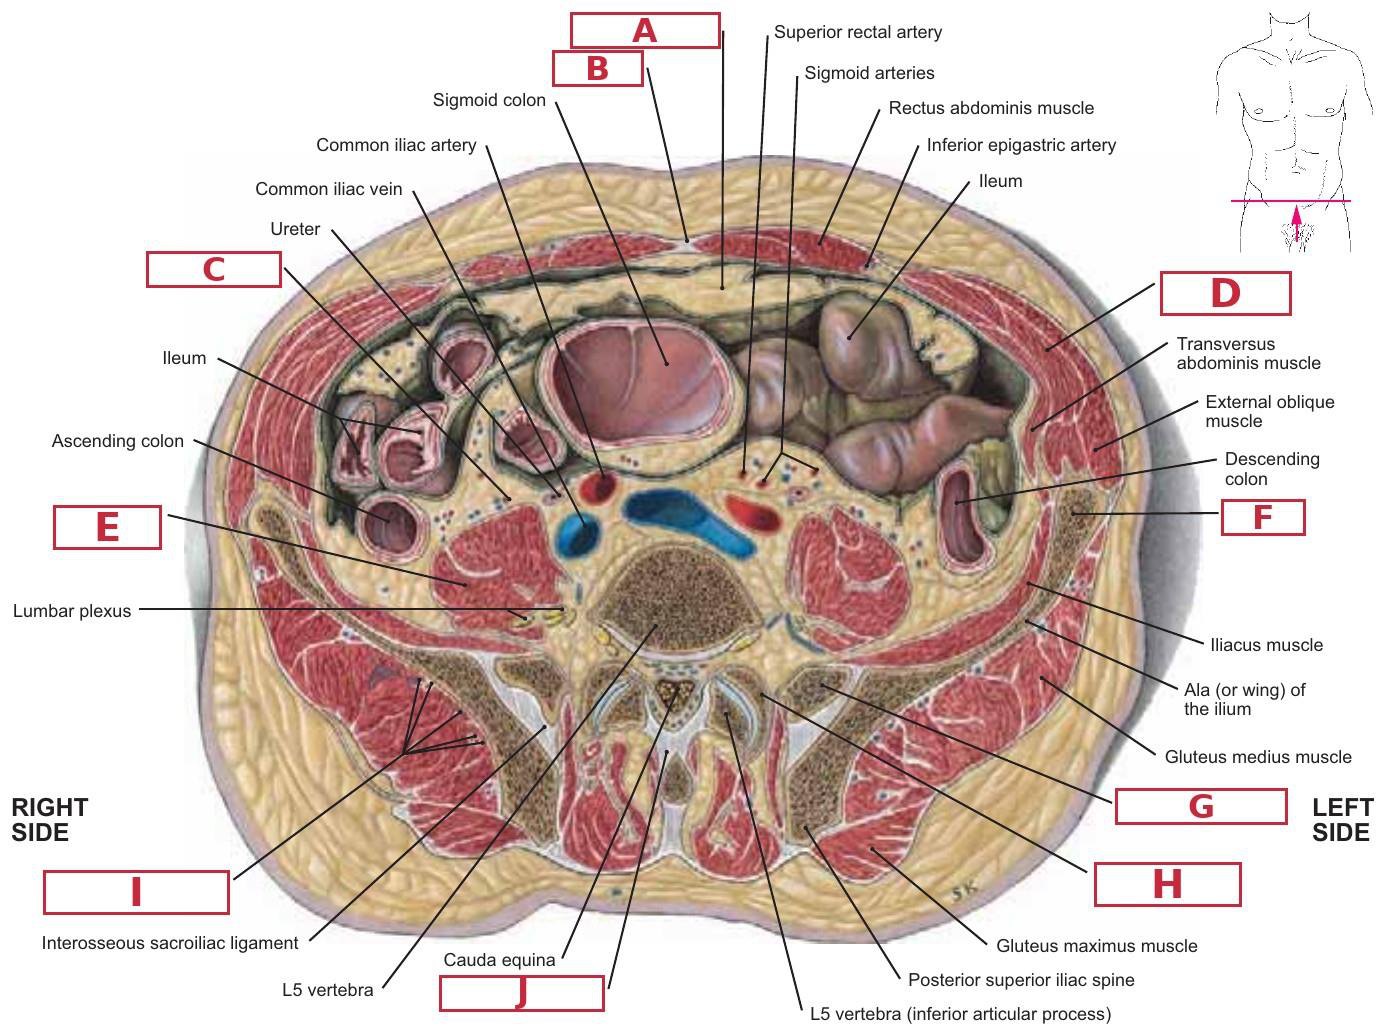 A
B
Superior rectal artery
Sigmoid arteries
Sigmoid colon
Rectus abdominis muscle
Common iliac artery
Inferior epigastric artery
Common iliac vein
Ileum
Ureter
C
D
Ileum
Transversus
abdominis muscle
External oblique
muscle
Ascending colon
Descending
colon
E
F
Lumbar plexus
Iliacus muscle
Ala (or wing) of
the ilium
Gluteus medius muscle
RIGHT
SIDE
G
LEFT
SIDE
I
H
SK
Interosseous sacroiliac ligament
Gluteus maximus muscle
Cauda equina
Posterior superior iliac spine
L5 vertebra
J
L5 vertebra (inferior articular process)